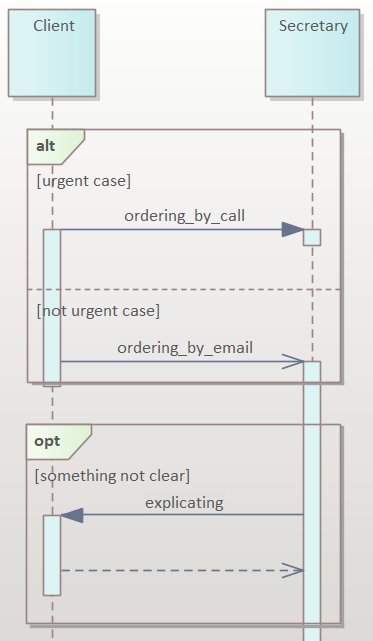 Client
Secretary
alt
[urgent case]
ordering_by_call
[not urgent case]
ordering_by_email
opt
[something not clear]
explicating